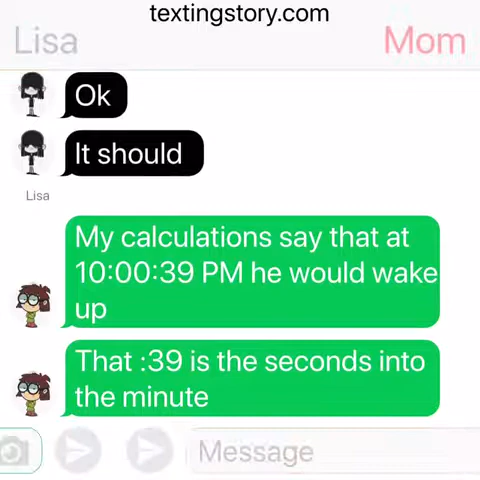 textingstory.com
Lisa
Mom
Ok
It should
Lisa
My calculations say that at
10:00:39 PM he would wake
up
That :39 is the seconds into
the minute
Message